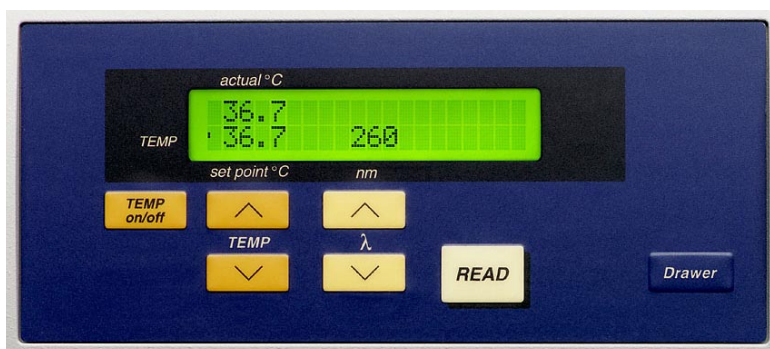 actual °C
36.7
TEMP 36.7 260
set point °C nm
TEMP
on/off
TEMP λ
READ
Drawer